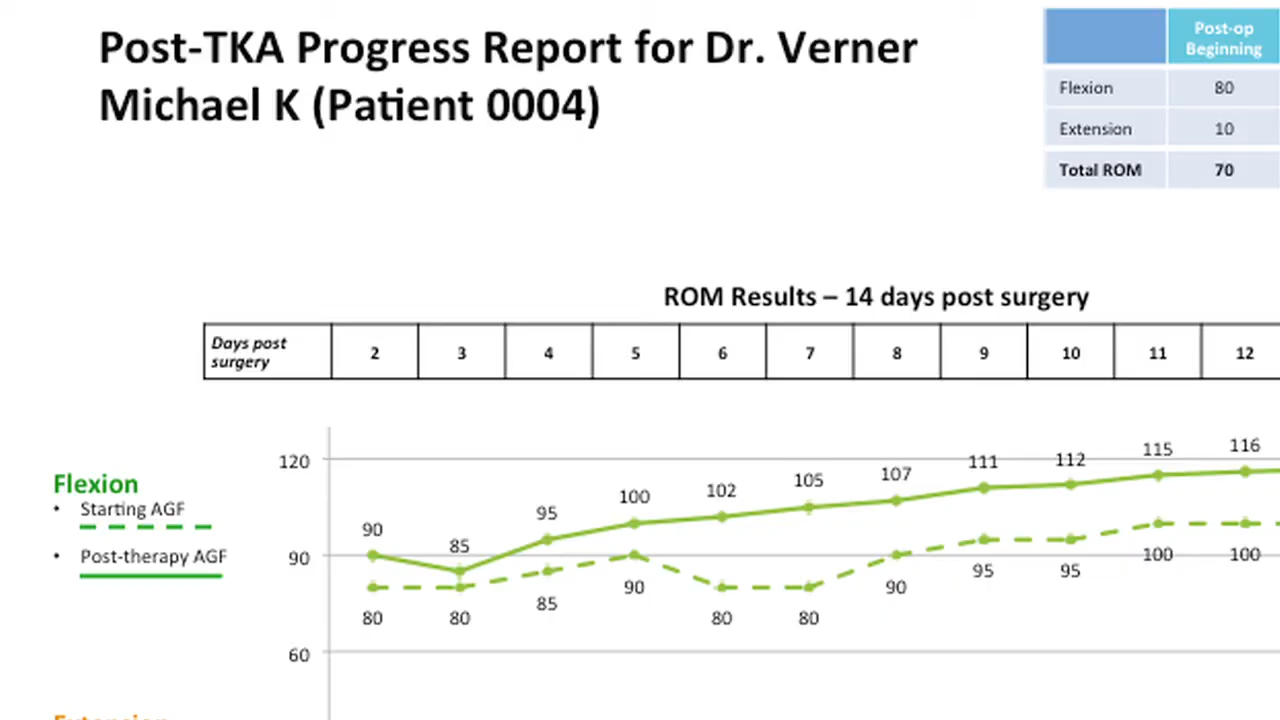 Post-TKA Progress Report for Dr. Verner
Michael K (Patient 0004)
Post-op
Beginning
Flexion 80
Extension 10
Total ROM 70
ROM Results – 14 days post surgery
Days post
surgery 2 3 4 5 6 7 8 9 10 11 12
Flexion
• Starting AGF
• Post-therapy AGF
120
90
60
90 85 95 100 102 105 107 111 112 115 116
80 80 85 90 80 80 90 95 95 100 100
Extension